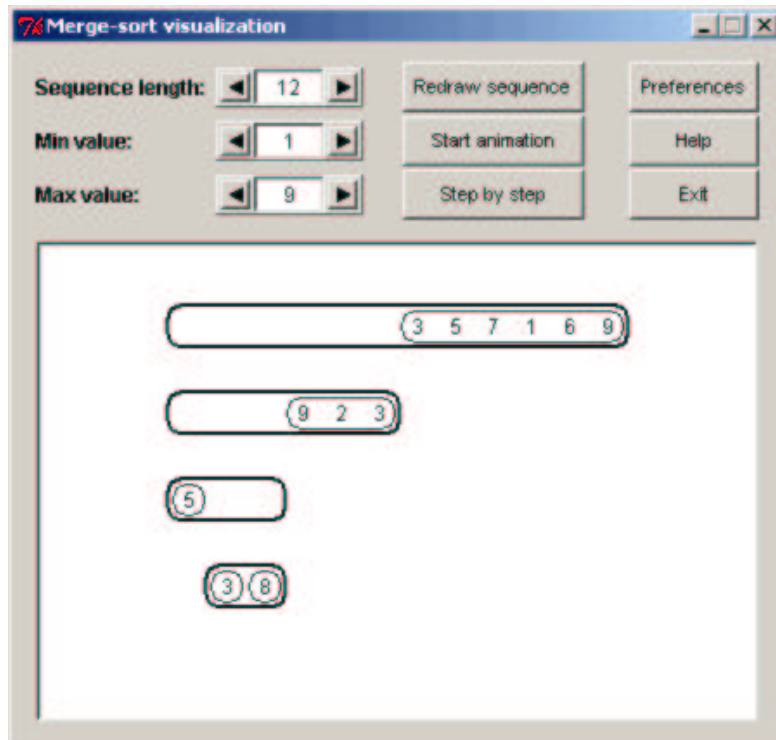 Merge-sort visualization
Sequence length: 12 Redraw sequence Preferences
Min value: 1 Start animation Help
Max value: 9 Step by step Exit
3 5 7 1 6 9
9 2 3
5
3 8